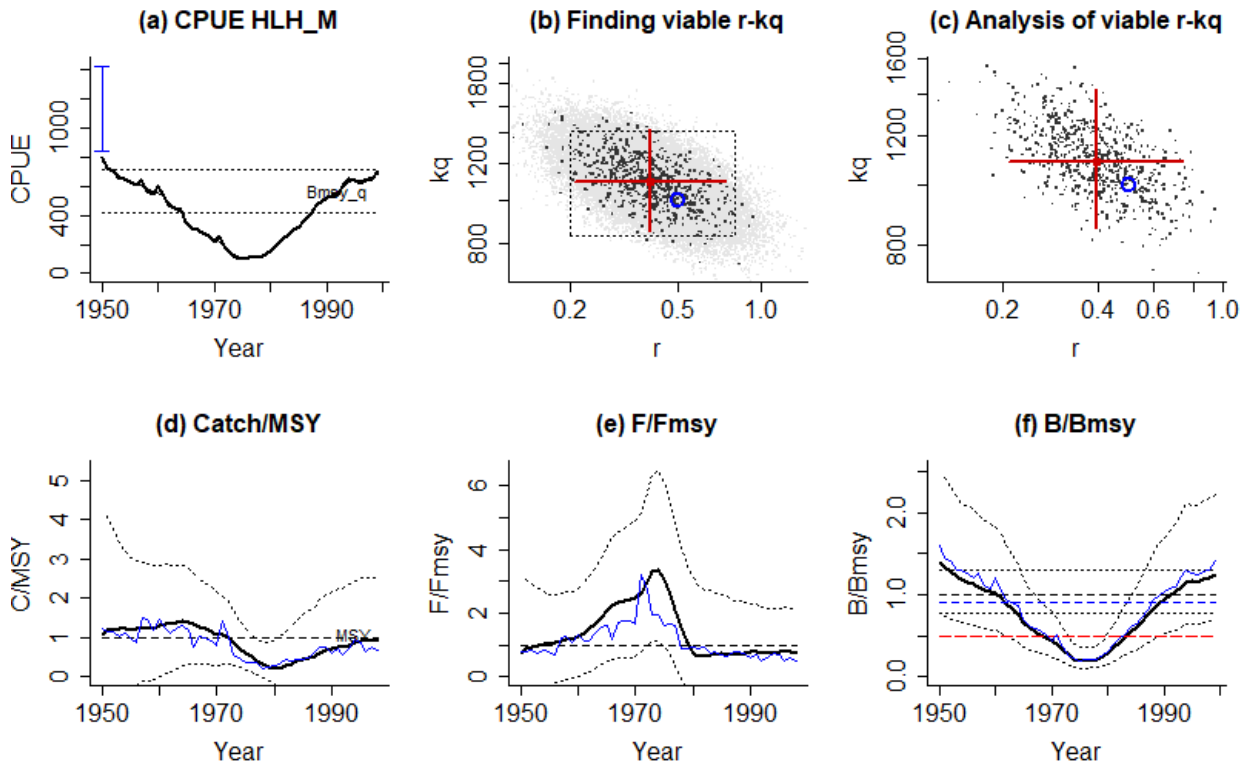 (a) CPUE HLH_M
(b) Finding viable r-kq
(c) Analysis of viable r-kq
CPUE
0 400 1000
Bmsy_q
1950 1970 1990
Year
kq
800 1200 1800
0.2 0.5 1.0
r
kq
800 1200 1600
0.2 0.4 0.6 1.0
r
(d) Catch/MSY
(e) F/Fmsy
(f) B/Bmsy
C/MSY
0 1 2 3 4 5
MSY
1950 1970 1990
Year
F/Fmsy
0 2 4 6
1950 1970 1990
Year
B/Bmsy
0.0 1.0 2.0
1950 1970 1990
Year